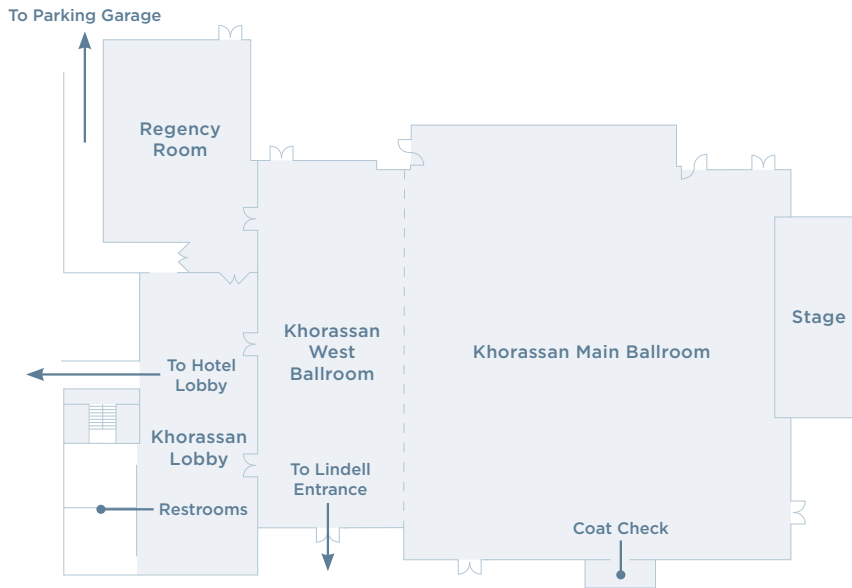 To Parking Garage
Regency
Room
Khorassan
West
Ballroom
Khorassan Main Ballroom
Stage
To Hotel
Lobby
Khorassan
Lobby
To Lindell
Entrance
Restrooms
Coat Check